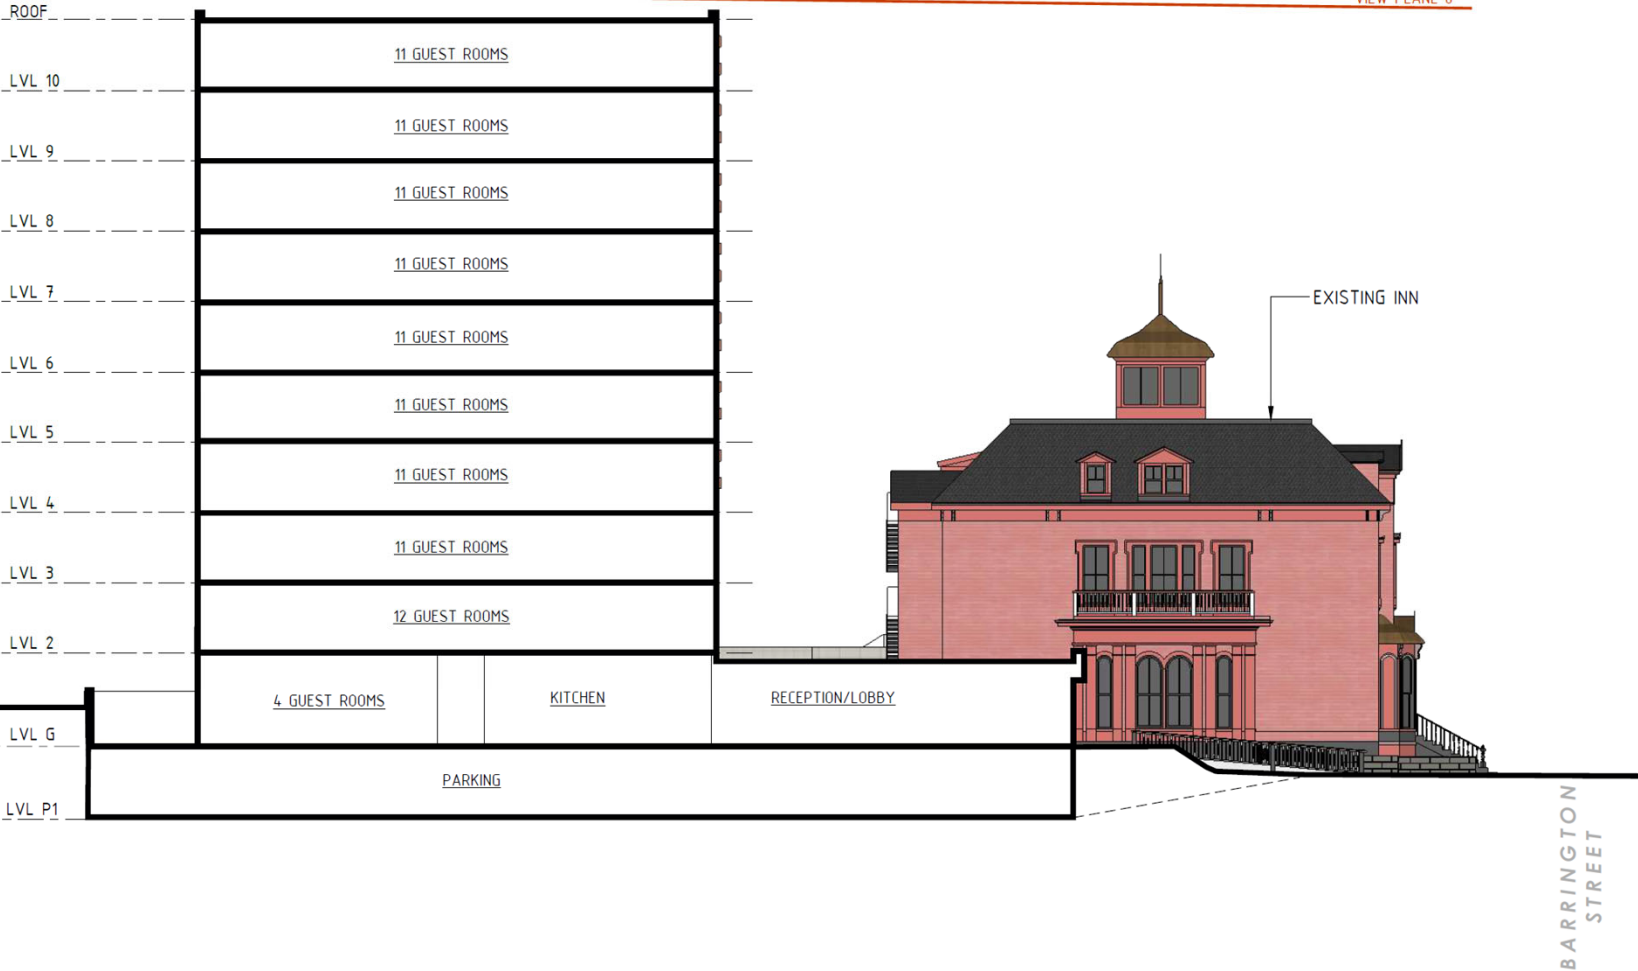 VIEW PLANE 6
ROOF
11 GUEST ROOMS
LVL 10
11 GUEST ROOMS
LVL 9
11 GUEST ROOMS
LVL 8
11 GUEST ROOMS
LVL 7
EXISTING INN
11 GUEST ROOMS
LVL 6
11 GUEST ROOMS
LVL 5
11 GUEST ROOMS
LVL 4
11 GUEST ROOMS
LVL 3
12 GUEST ROOMS
LVL 2
4 GUEST ROOMS
KITCHEN
RECEPTION/LOBBY
LVL G
PARKING
LVL P1
BARRINGTON
STREET